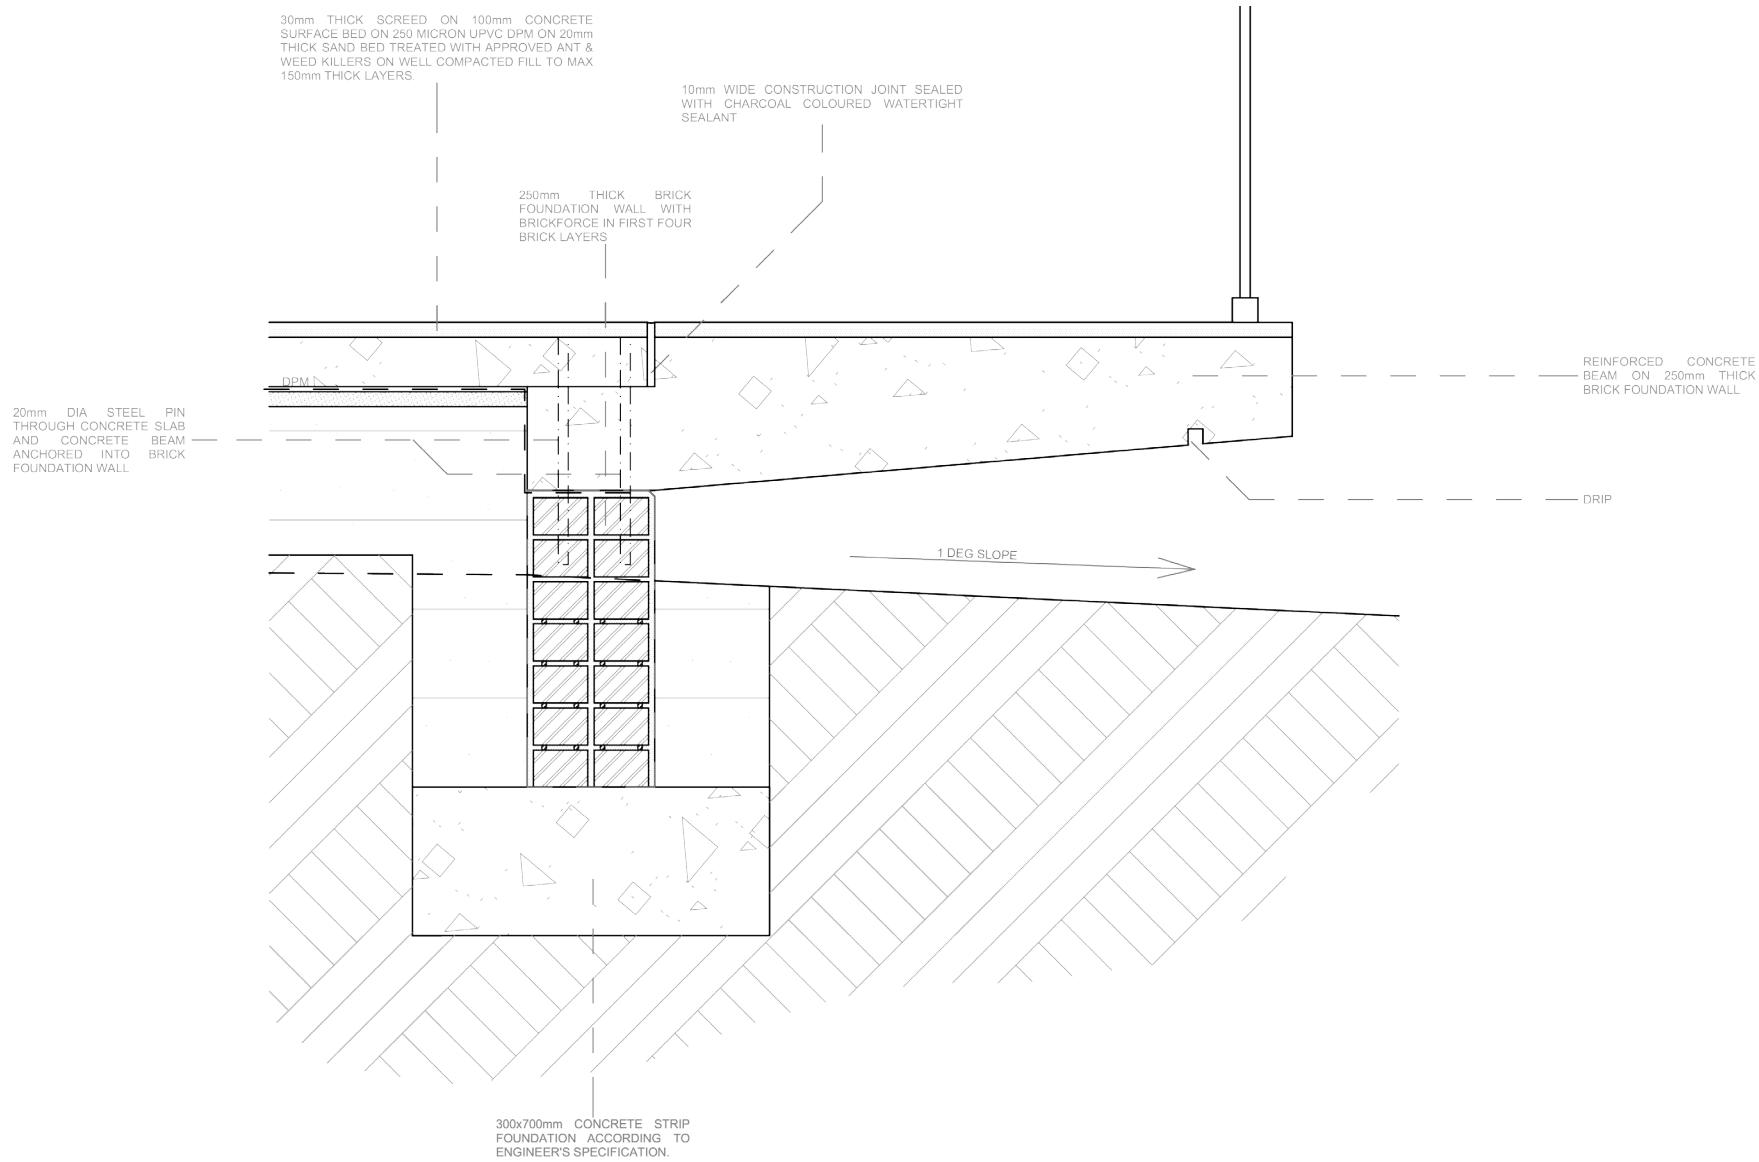 30mm THICK SCREED ON 100mm CONCRETE
SURFACE BED ON 250 MICRON UPVC DPM ON 20mm
THICK SAND BED TREATED WITH APPROVED ANT &
WEED KILLERS ON WELL COMPACTED FILL TO MAX
150mm THICK LAYERS.
10mm WIDE CONSTRUCTION JOINT SEALED
WITH CHARCOAL COLOURED WATERTIGHT
SEALANT
250mm THICK BRICK
FOUNDATION WALL WITH
BRICKFORCE IN FIRST FOUR
BRICK LAYERS
REINFORCED CONCRETE
BEAM ON 250mm THICK
BRICK FOUNDATION WALL
DPM
20mm DIA STEEL PIN
THROUGH CONCRETE SLAB
AND CONCRETE BEAM
ANCHORED INTO BRICK
FOUNDATION WALL
DRIP
1 DEG SLOPE
300x700mm CONCRETE STRIP
FOUNDATION ACCORDING TO
ENGINEER'S SPECIFICATION.